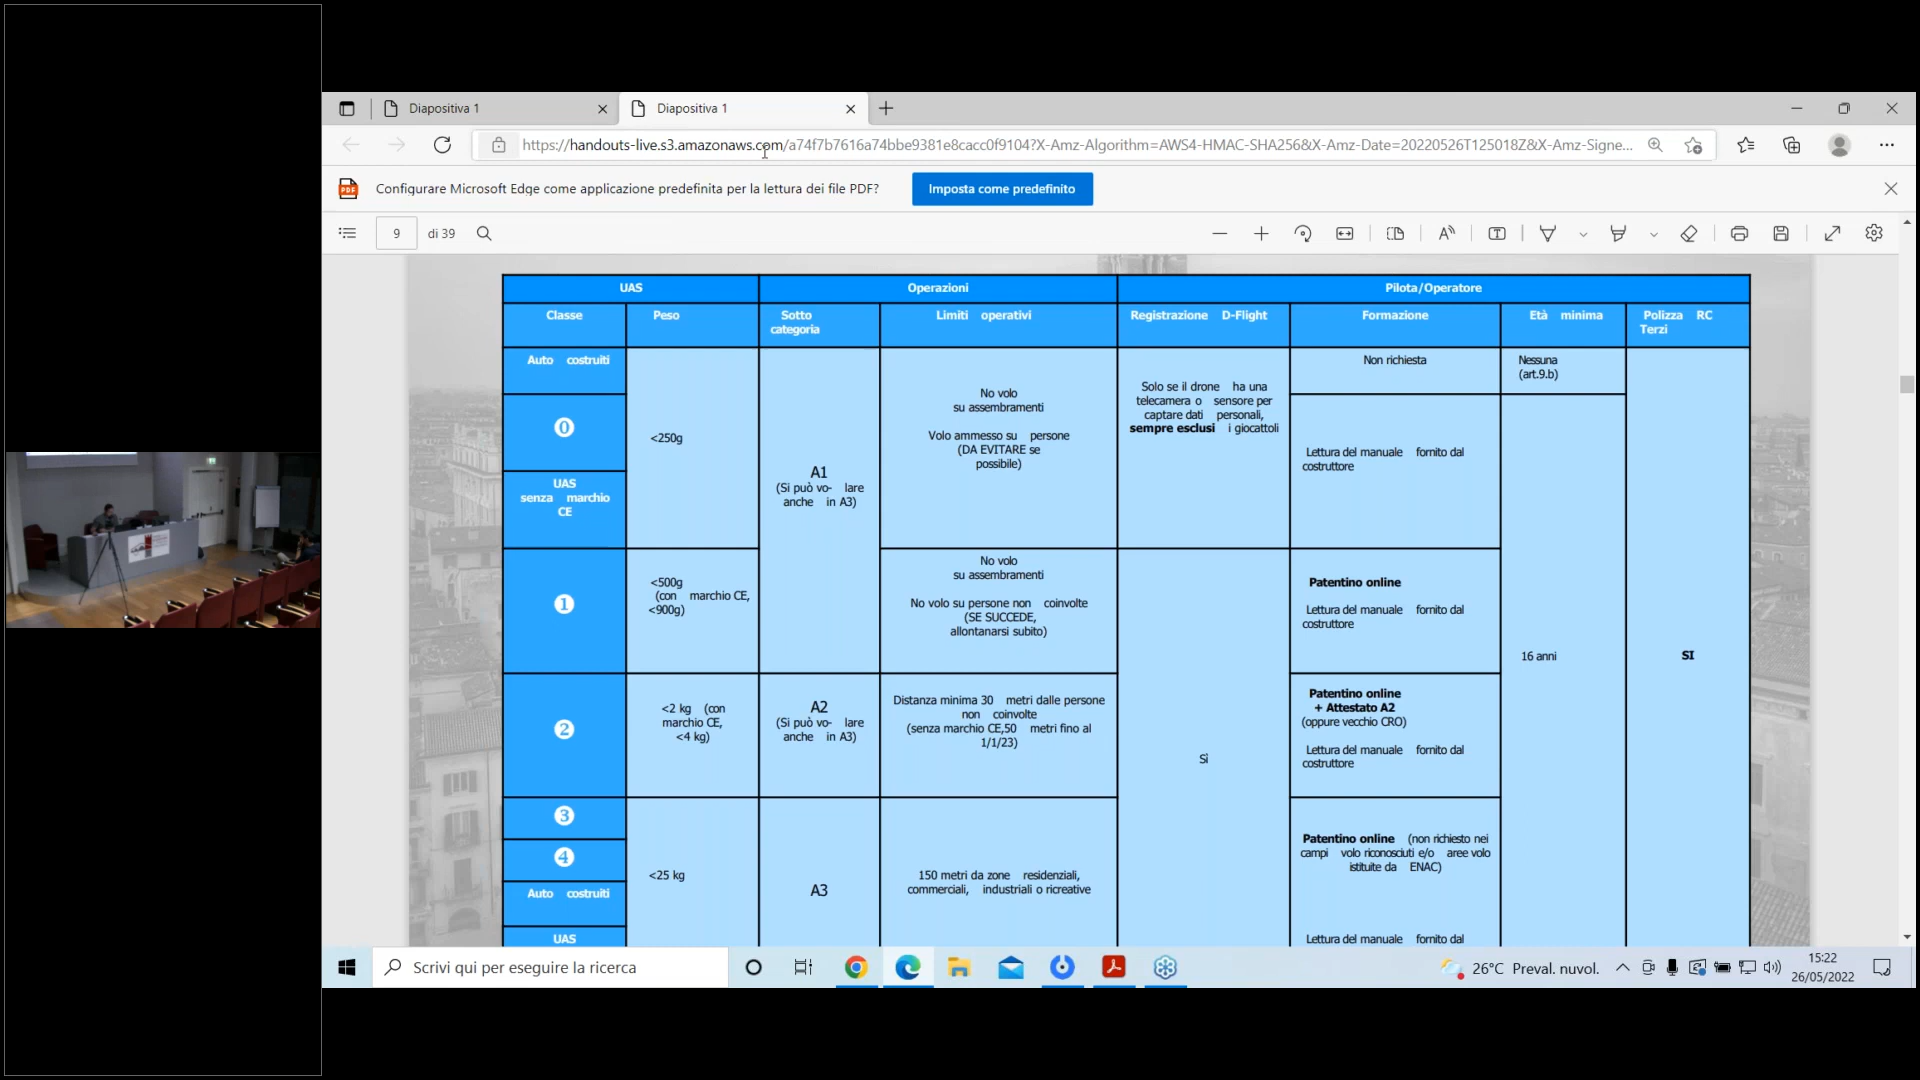 Diapositiva 1
Diapositiva 1
https://handouts-live.s3.amazonaws.com/a74f7b7616a74bbe9381e8cacc0f9104?X-Amz-Algorithm=AWS4-HMAC-SHA256&X-Amz-Date=20220526T125018Z&X-Amz-Signe...
Configurare Microsoft Edge come applicazione predefinita per la lettura dei file PDF?
Imposta come predefinito
9 di 39
UAS
Operazioni
Pilota/Operatore
Classe
Peso
Sotto
categoria
Limiti operativi
Registrazione D-Flight
Formazione
Età minima
Polizza RC
Terzi
Auto costruiti
0
UAS
senza marchio
CE
<250g
A1
(Si può vo- lare
anche in A3)
No volo
su assembramenti
Volo ammesso su persone
(DA EVITARE se
possibile)
Solo se il drone ha una
telecamera o sensore per
captare dati personali,
sempre esclusi i giocattoli
Non richiesta
Nessuna
(art.9.b)
Lettura del manuale fornito dal
costruttore
1
<500g
(con marchio CE,
<900g)
No volo
su assembramenti
No volo su persone non coinvolte
(SE SUCCEDE,
allontanarsi subito)
Patentino online
Lettura del manuale fornito dal
costruttore
16 anni
SI
2
<2 kg (con
marchio CE,
<4 kg)
A2
(Si può vo- lare
anche in A3)
Distanza minima 30 metri dalle persone
non coinvolte
(senza marchio CE,50 metri fino al
1/1/23)
Sì
Patentino online
+ Attestato A2
(oppure vecchio CRO)
Lettura del manuale fornito dal
costruttore
3
4
Auto costruiti
UAS
<25 kg
A3
150 metri da zone residenziali,
commerciali, industriali o ricreative
Patentino online (non richiesto nei
campi volo riconosciuti e/o aree volo
istituite da ENAC)
Lettura del manuale fornito dal
Scrivi qui per eseguire la ricerca
26°C Preval. nuvol.
15:22
26/05/2022